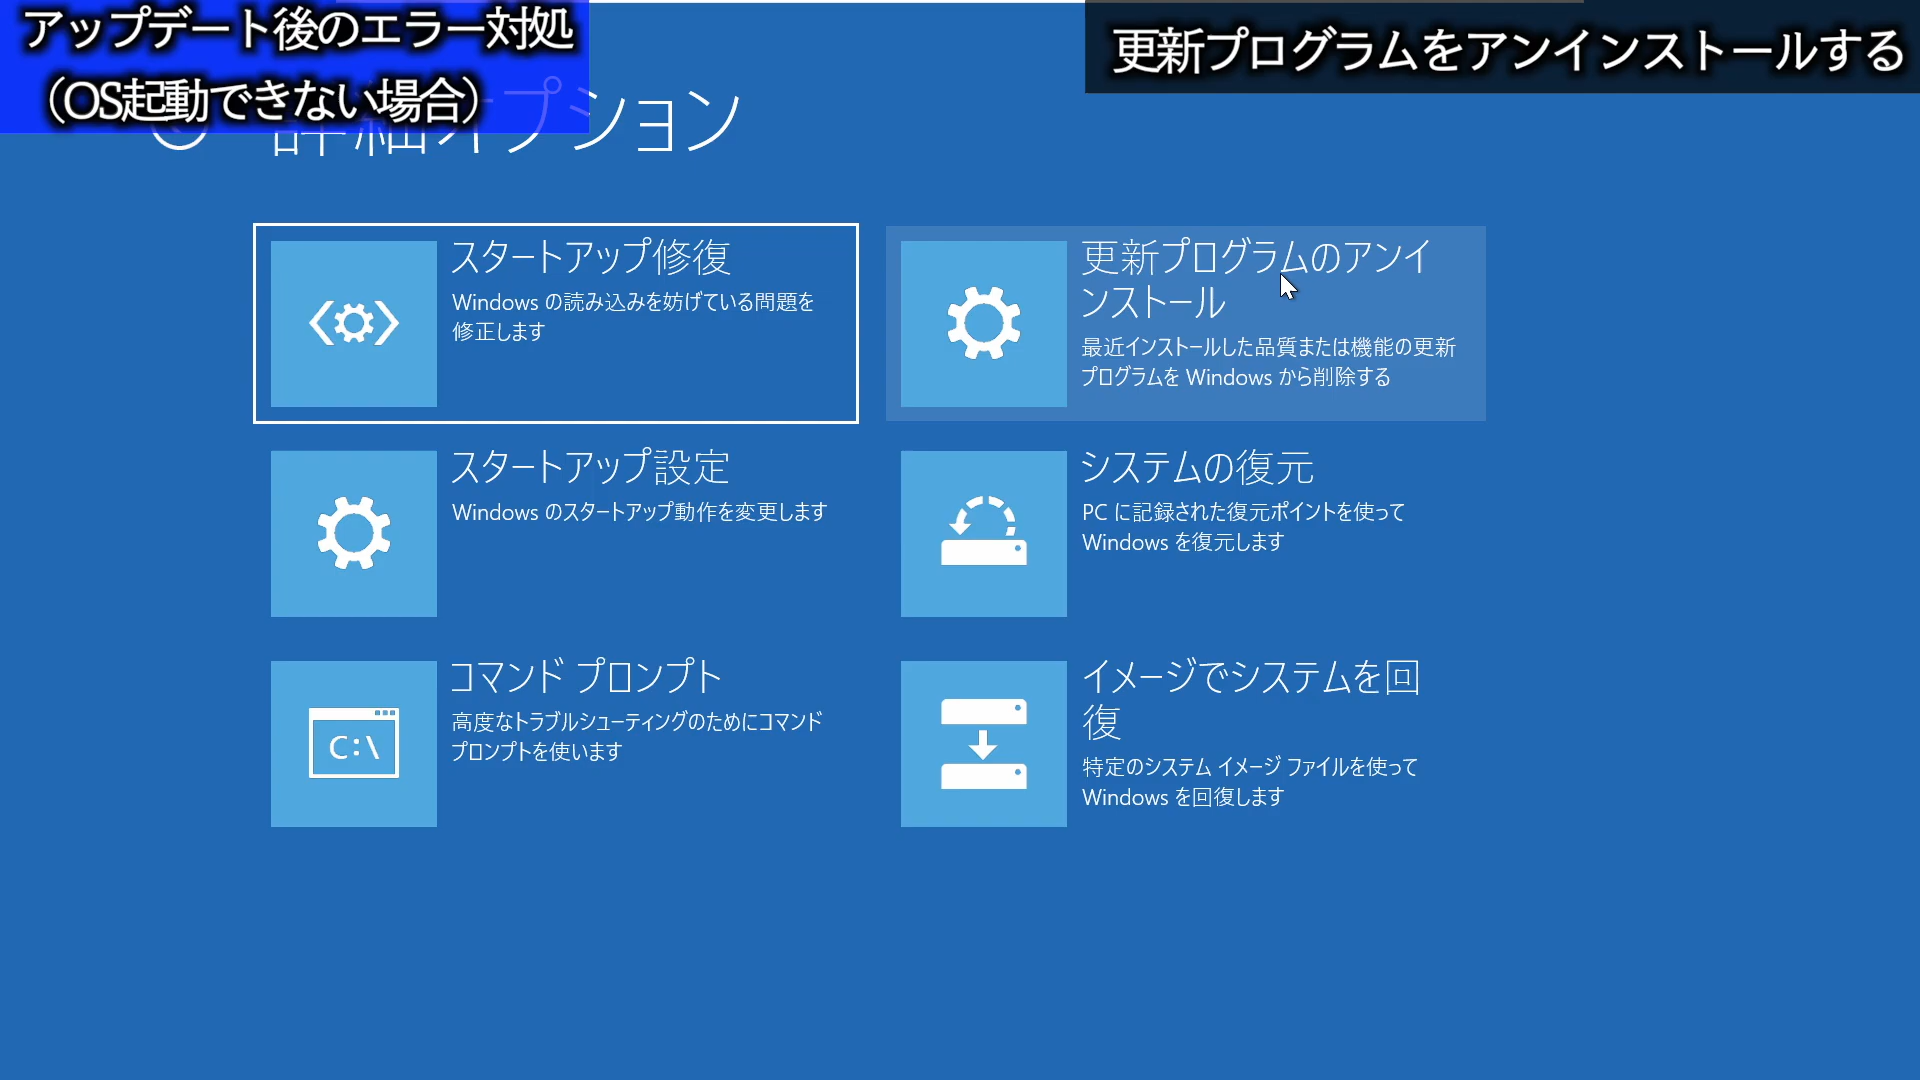 アップデート後のエラー対処
（OS起動できない場合）
更新プログラムをアンインストールする
詳細オプション
スタートアップ修復
Windows の読み込みを妨げている問題を
修正します
更新プログラムのアンイ
ンストール
最近インストールした品質または機能の更新
プログラムを Windows から削除する
スタートアップ設定
Windows のスタートアップ動作を変更します
システムの復元
PC に記録された復元ポイントを使って
Windows を復元します
C:\
コマンド プロンプト
高度なトラブルシューティングのためにコマンド
プロンプトを使います
イメージでシステムを回
復
特定のシステム イメージ ファイルを使って
Windows を回復します